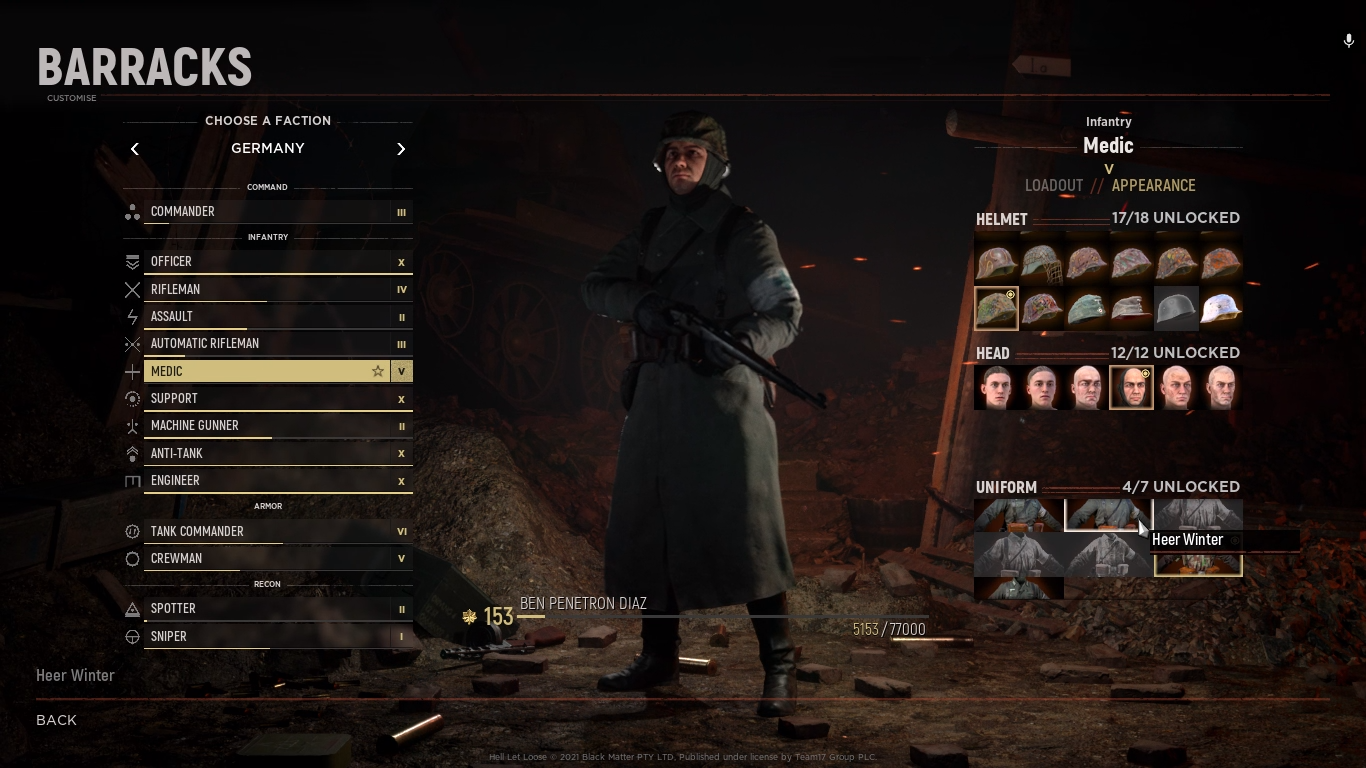 BARRACKS
CUSTOMISE
CHOOSE A FACTION
GERMANY
COMMAND
COMMANDER III
INFANTRY
OFFICER X
RIFLEMAN IV
ASSAULT II
AUTOMATIC RIFLEMAN III
MEDIC V
SUPPORT X
MACHINE GUNNER II
ANTI-TANK X
ENGINEER X
ARMOR
TANK COMMANDER VI
CREWMAN V
RECON
SPOTTER II
SNIPER I
Heer Winter
BACK
153 BEN PENETRON DIAZ
5153/77000
Infantry
Medic
V
LOADOUT // APPEARANCE
HELMET 17/18 UNLOCKED
HEAD 12/12 UNLOCKED
UNIFORM 4/7 UNLOCKED
Heer Winter
Hell Let Loose © 2021 Black Matter PTY LTD. Published under license by Team17 Group PLC.